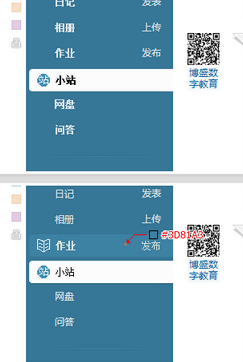 日记 发表
相册 上传
作业 发布
站 小站
网盘
问答
博盛数
字教育
日记 发表
相册 上传
作业 发布
#3D81A3
站 小站
网盘
问答
博盛数
字教育